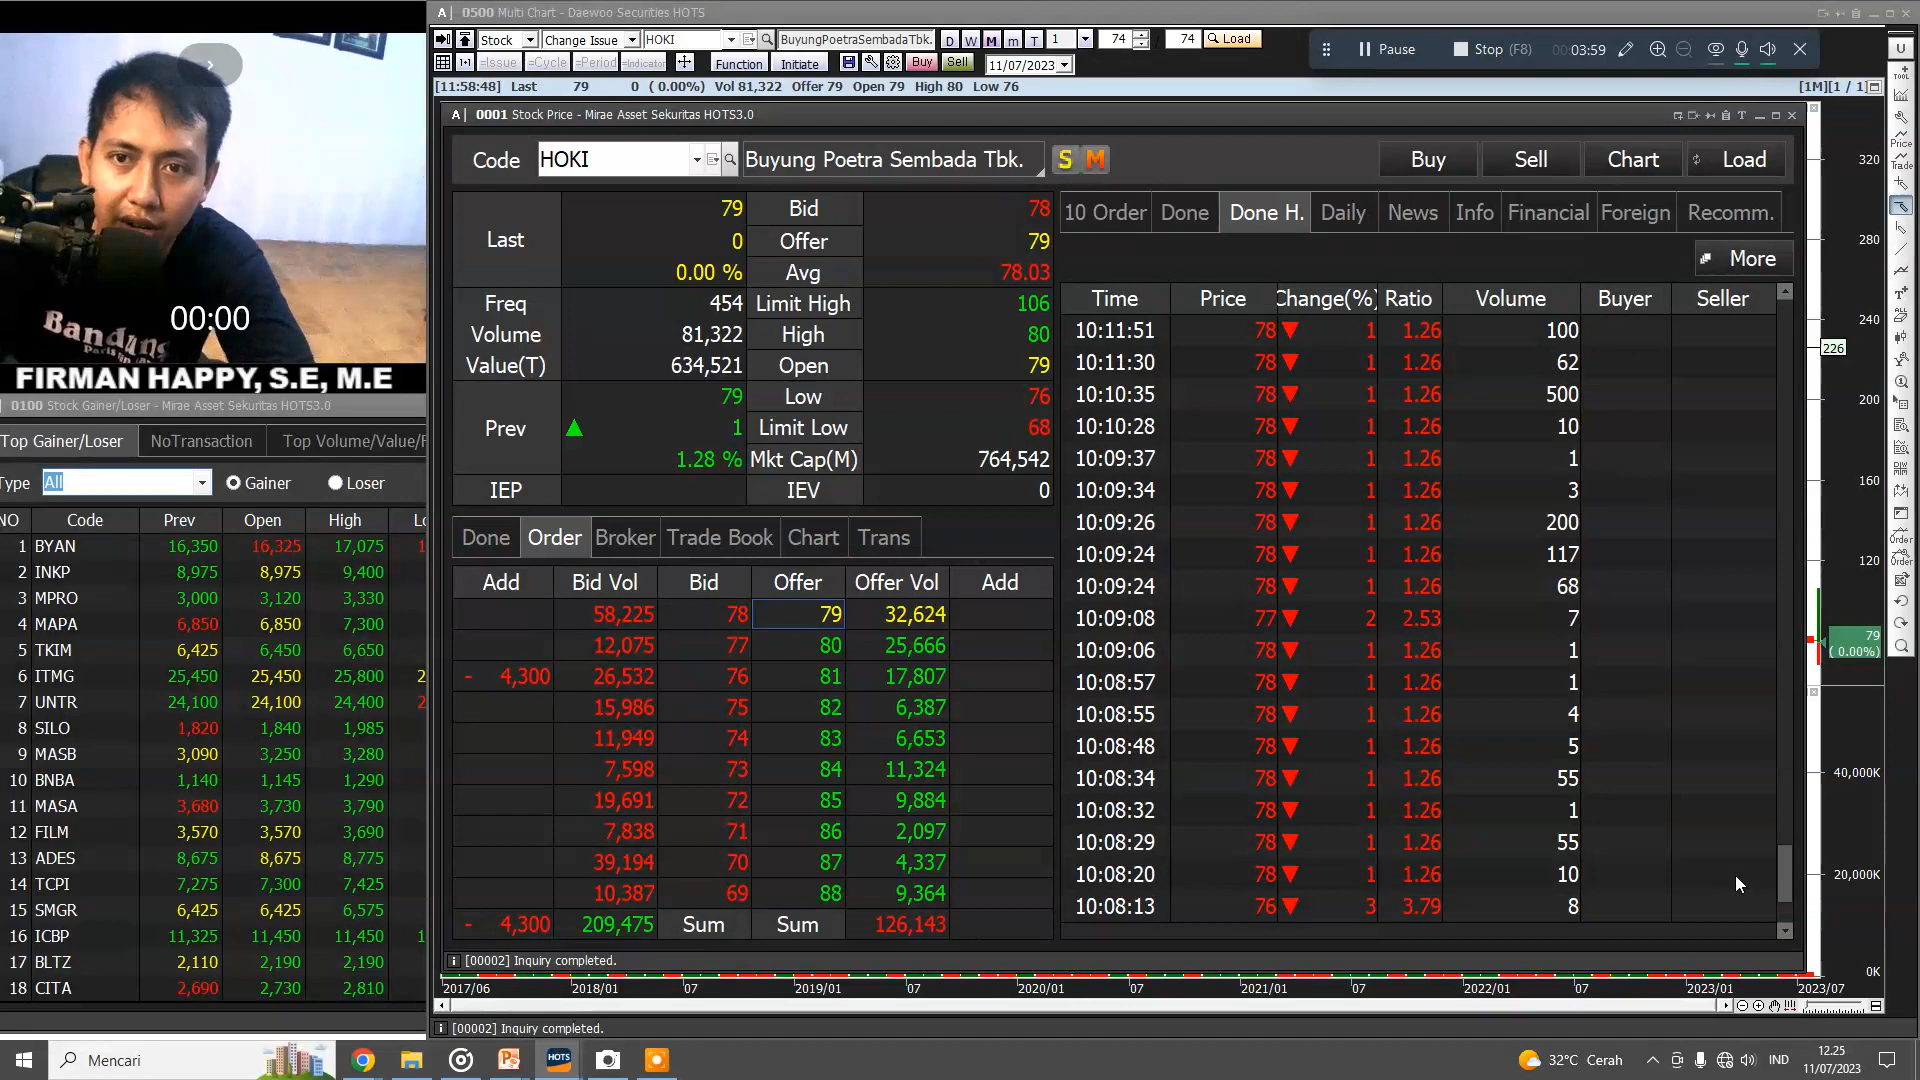 A| 0500 Multi Chart - Daewoo Securities HOTS
Stock Change Issue HOKI BuyungPoetraSembadaTbk. D W M m T 1 74 74 Load
Pause Stop (F8) 00:03:59
=Issue =Cycle =Period =Indicator Function Initiate Buy Sell 11/07/2023
[11:58:48] Last 79 0 ( 0.00%) Vol 81,322 Offer 79 Open 79 High 80 Low 76 [1M][1 / 1]
A| 0001 Stock Price - Mirae Asset Sekuritas HOTS3.0
Code HOKI Buyung Poetra Sembada Tbk. S M Buy Sell Chart Load
Last 79 Bid 78
0 Offer 79
0.00 % Avg 78.03
Freq 454 Limit High 106
Volume 81,322 High 80
Value(T) 634,521 Open 79
Prev 79 Low 76
▲ 1 Limit Low 68
1.28 % Mkt Cap(M) 764,542
IEP IEV 0
Done Order Broker Trade Book Chart Trans
Add Bid Vol Bid Offer Offer Vol Add
58,225 78 79 32,624
12,075 77 80 25,666
- 4,300 26,532 76 81 17,807
15,986 75 82 6,387
11,949 74 83 6,653
7,598 73 84 11,324
19,691 72 85 9,884
7,838 71 86 2,097
39,194 70 87 4,337
10,387 69 88 9,364
- 4,300 209,475 Sum Sum 126,143
10 Order Done Done H. Daily News Info Financial Foreign Recomm.
More
Time Price Change(%) Ratio Volume Buyer Seller
10:11:51 78 ▼ 1 1.26 100
10:11:30 78 ▼ 1 1.26 62
10:10:35 78 ▼ 1 1.26 500
10:10:28 78 ▼ 1 1.26 10
10:09:37 78 ▼ 1 1.26 1
10:09:34 78 ▼ 1 1.26 3
10:09:26 78 ▼ 1 1.26 200
10:09:24 78 ▼ 1 1.26 117
10:09:24 78 ▼ 1 1.26 68
10:09:08 77 ▼ 2 2.53 7
10:09:06 78 ▼ 1 1.26 1
10:08:57 78 ▼ 1 1.26 1
10:08:55 78 ▼ 1 1.26 4
10:08:48 78 ▼ 1 1.26 5
10:08:34 78 ▼ 1 1.26 55
10:08:32 78 ▼ 1 1.26 1
10:08:29 78 ▼ 1 1.26 55
10:08:20 78 ▼ 1 1.26 10
10:08:13 76 ▼ 3 3.79 8
[00002] Inquiry completed.
2017/06 2018/01 07 2019/01 07 2020/01 07 2021/01 07 2022/01 07 2023/01 2023/07
[00002] Inquiry completed.
320
280
240
226
200
160
120
79
( 0.00%)
40,000K
20,000K
0K
U
TOOL
Price
Trade
DIW
Order
Order
Bandung
00:00
FIRMAN HAPPY, S.E, M.E
0100 Stock Gainer/Loser - Mirae Asset Sekuritas HOTS3.0
Top Gainer/Loser NoTransaction Top Volume/Value/F
Type All Gainer Loser
NO Code Prev Open High Lo
1 BYAN 16,350 16,325 17,075 1
2 INKP 8,975 8,975 9,400
3 MPRO 3,000 3,120 3,330
4 MAPA 6,850 6,850 7,300
5 TKIM 6,425 6,450 6,650
6 ITMG 25,450 25,450 25,800 2
7 UNTR 24,100 24,100 24,400 2
8 SILO 1,820 1,840 1,985
9 MASB 3,090 3,250 3,280
10 BNBA 1,140 1,145 1,290
11 MASA 3,680 3,730 3,790
12 FILM 3,570 3,570 3,690
13 ADES 8,675 8,675 8,775
14 TCPI 7,275 7,300 7,425
15 SMGR 6,425 6,425 6,575
16 ICBP 11,325 11,450 11,450 1
17 BLTZ 2,110 2,190 2,190
18 CITA 2,690 2,730 2,810
Mencari HOTS 32°C Cerah IND 12.25
11/07/2023